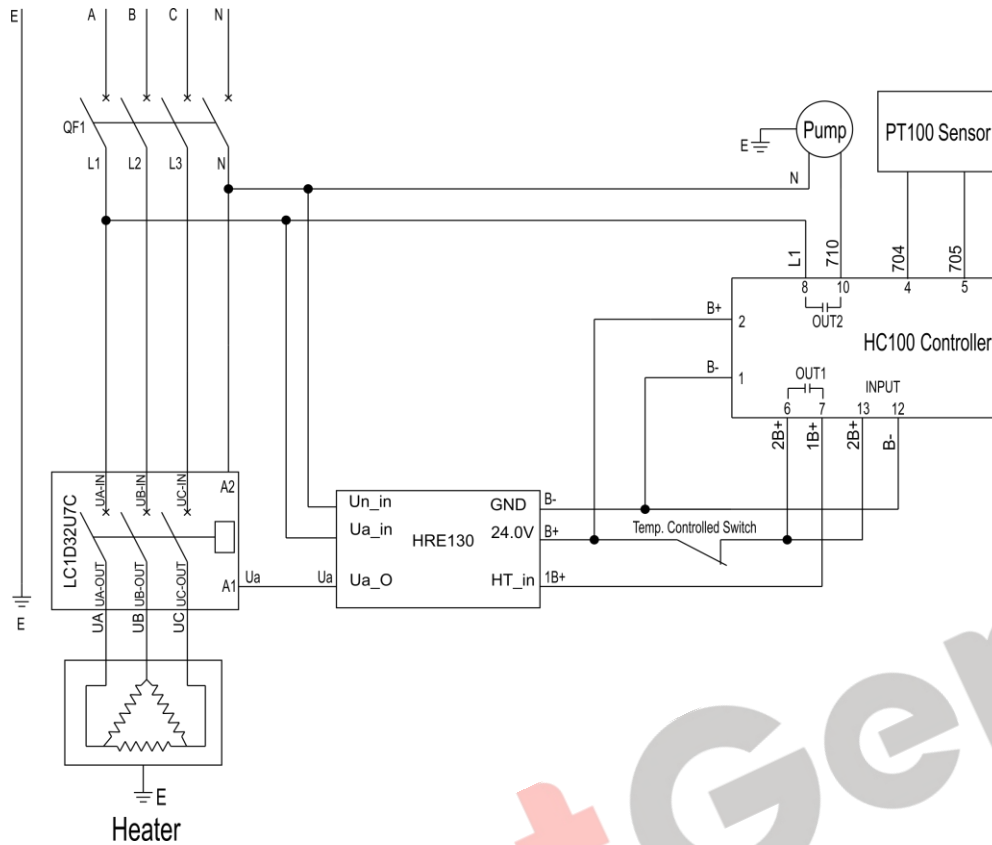 E A B C N
QF1
L1 L2 L3 N
Pump
E
N
PT100 Sensor
L1 710 704 705
8 10 4 5
OUT2
B+ 2
HC100 Controller
B- 1
OUT1
INPUT
6 7 13 12
2B+ 1B+ 2B+ B-
LC1D32U7C
UA-IN UB-IN UC-IN A2
UA-OUT UB-OUT UC-OUT A1 Ua
UA UB UC
E
Un_in GND B-
Ua_in HRE130 24.0V B+
Temp. Controlled Switch
Ua Ua_O HT_in 1B+
E
Heater
Ger